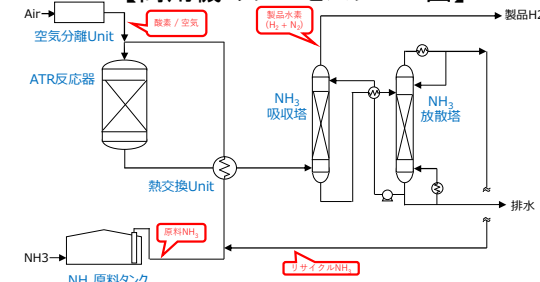 Air
酸素 / 空気
空気分離Unit
ATR反応器
熱交換Unit
製品水素
(H₂ + N₂)
製品H2
NH₃
吸収塔
NH₃
放散塔
排水
原料NH₃
NH3
リサイクルNH₃